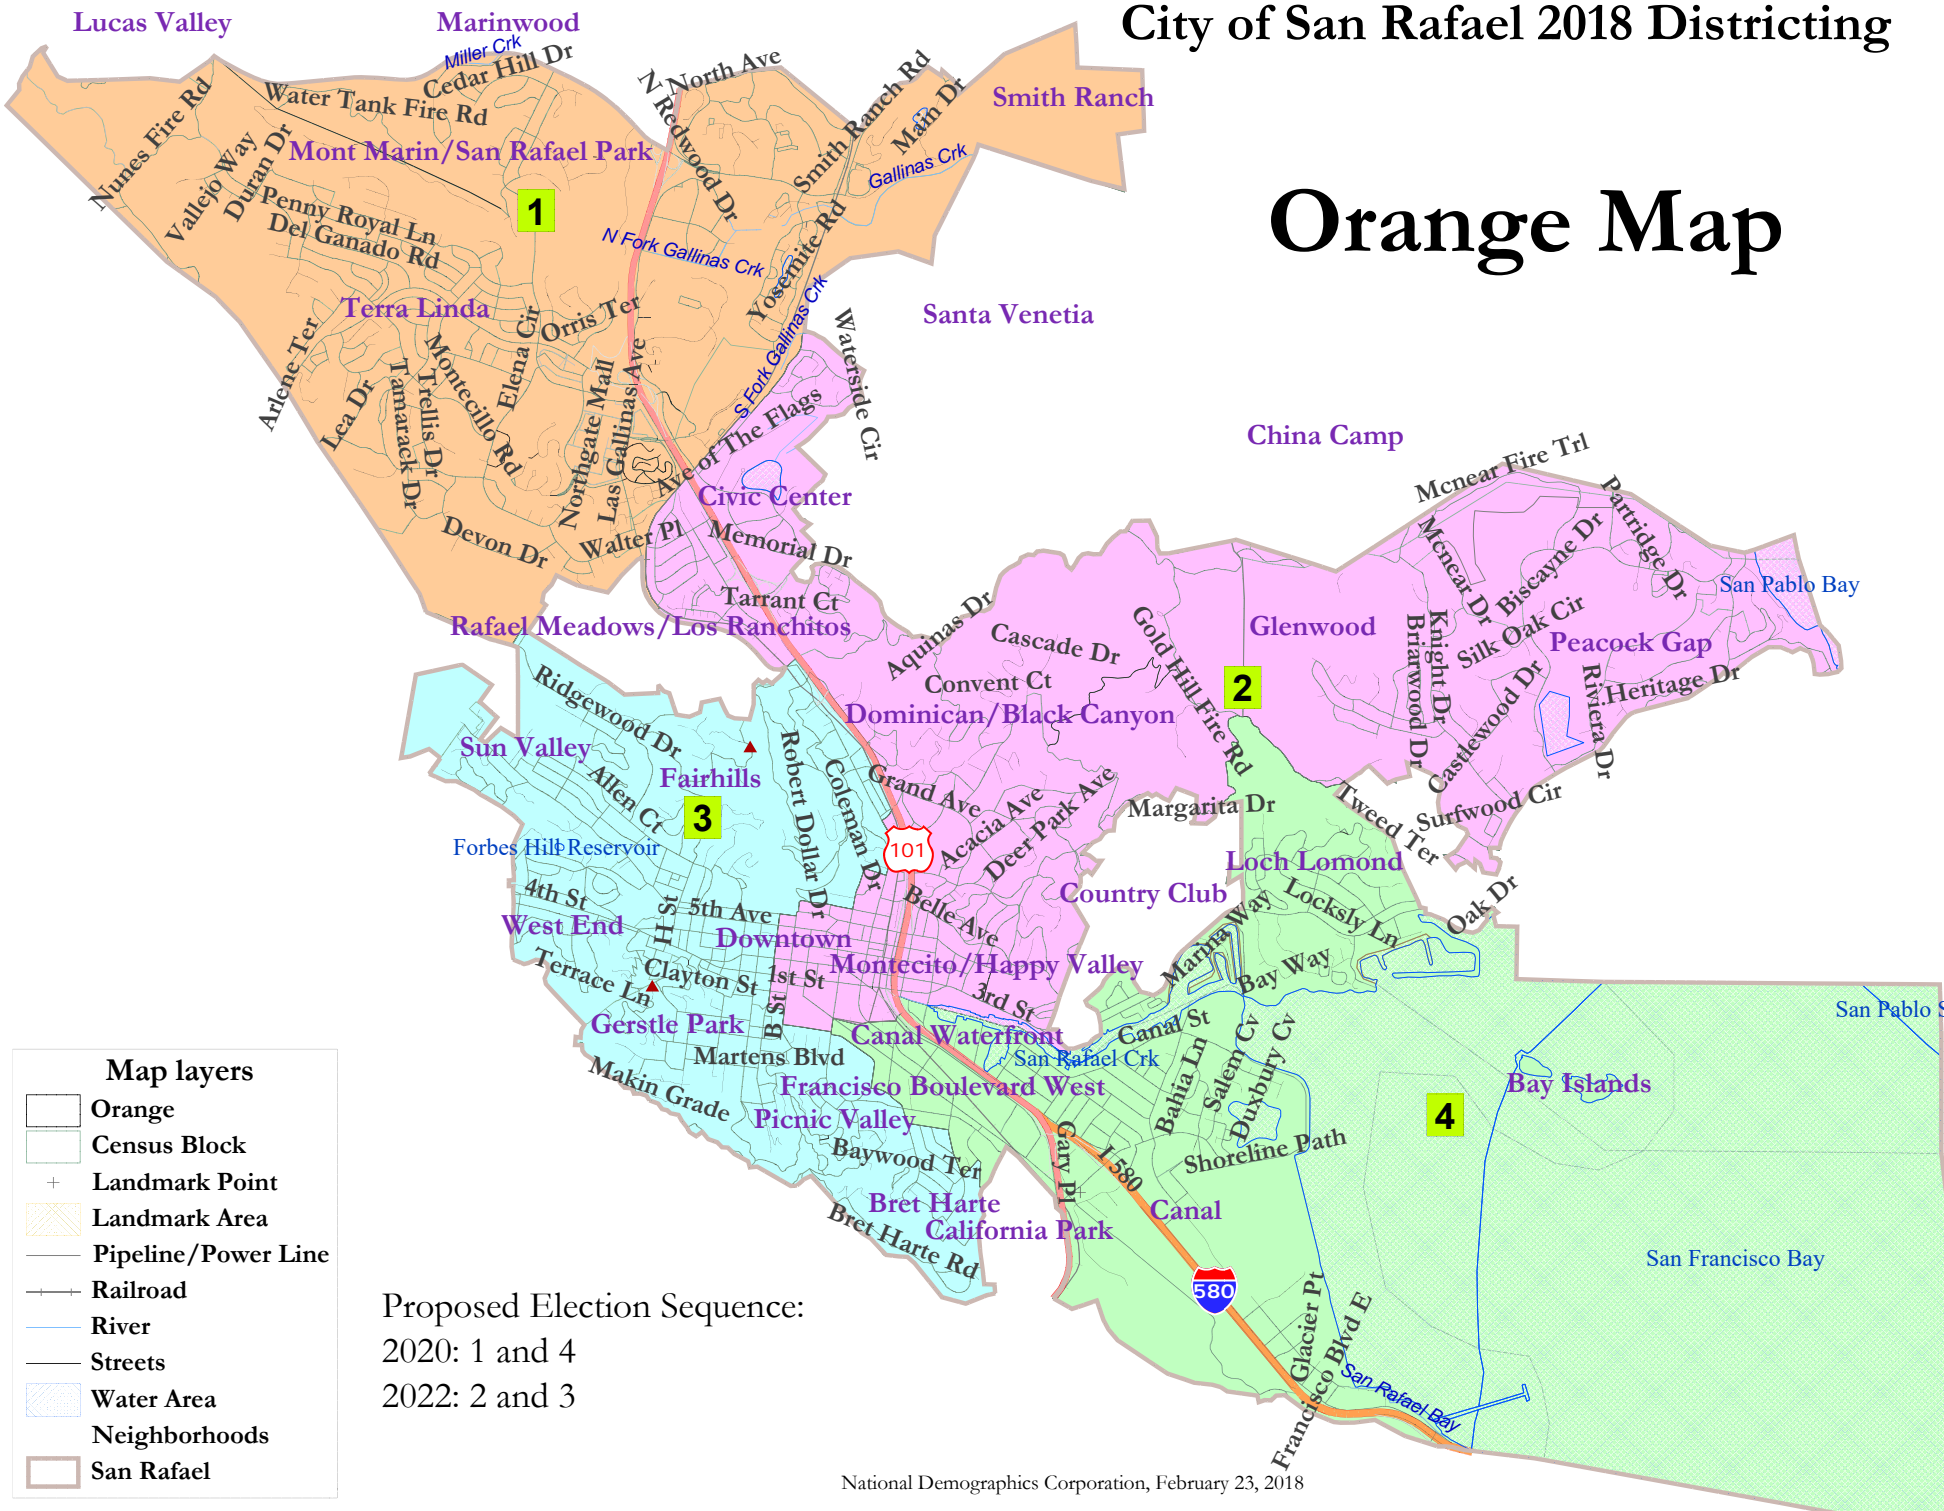 City of San Rafael 2018 Districting
Orange Map
Lucas Valley
Marinwood
Miller Crk
Cedar Hill Dr
North Ave
N Redwood Dr
Smith Ranch Rd
Main Dr
Smith Ranch
Water Tank Fire Rd
Nunes Fire Rd
Mont Marin/San Rafael Park
Vallejo Way
Duran Dr
Gallinas Crk
Penny Royal Ln
1
Del Ganado Rd
N Fork Gallinas Crk
Yosemite Rd
Terra Linda
Orris Ter
Santa Venetia
S Fork Gallinas Crk
Waterside Cir
Arlene Ter
Lea Dr
Tamarack Dr
Trellis Dr
Montecillo Rd
Elena Cir
Northgate Mall
Las Gallinas Ave
Ave of The Flags
China Camp
Mcnear Fire Trl
Civic Center
Devon Dr
Walter Pl
Memorial Dr
Partridge Dr
Mcnear Dr
Biscayne Dr
San Pablo Bay
Tarrant Ct
Rafael Meadows/Los Ranchitos
Aquinas Dr
Cascade Dr
Gold Hill Fire Rd
Glenwood
Knight Dr
Briarwood Dr
Silk Oak Cir
Peacock Gap
Convent Ct
2
Castlewood Dr
Riviera Dr
Heritage Dr
Ridgewood Dr
Dominican/Black Canyon
Sun Valley
Fairhills
Allen Ct
3
Robert Dollar Dr
Coleman Dr
Grand Ave
Acacia Ave
Deer Park Ave
Margarita Dr
Tweed Ter
Surfwood Cir
Forbes Hill Reservoir
101
Loch Lomond
Country Club
4th St
West End
H St
5th Ave
Downtown
Belle Ave
Marina Way
Locksly Ln
Oak Dr
Terrace Ln
Clayton St
1st St
Montecito/Happy Valley
Bay Way
3rd St
Gerstle Park
B St
Canal Waterfront
Canal St
San Pablo S
Martens Blvd
San Rafael Crk
Makin Grade
Francisco Boulevard West
Bahia Ln
Salem Cv
Duxbury Cv
Bay Islands
4
Picnic Valley
Baywood Ter
Gary Pl
I 580
Shoreline Path
Bret Harte
California Park
Canal
Bret Harte Rd
San Francisco Bay
580
Glacier Pt
Francisco Blvd E
San Rafael Bay
Map layers
Orange
Census Block
Landmark Point
Landmark Area
Pipeline/Power Line
Railroad
River
Streets
Water Area
Neighborhoods
San Rafael
Proposed Election Sequence:
2020: 1 and 4
2022: 2 and 3
National Demographics Corporation, February 23, 2018